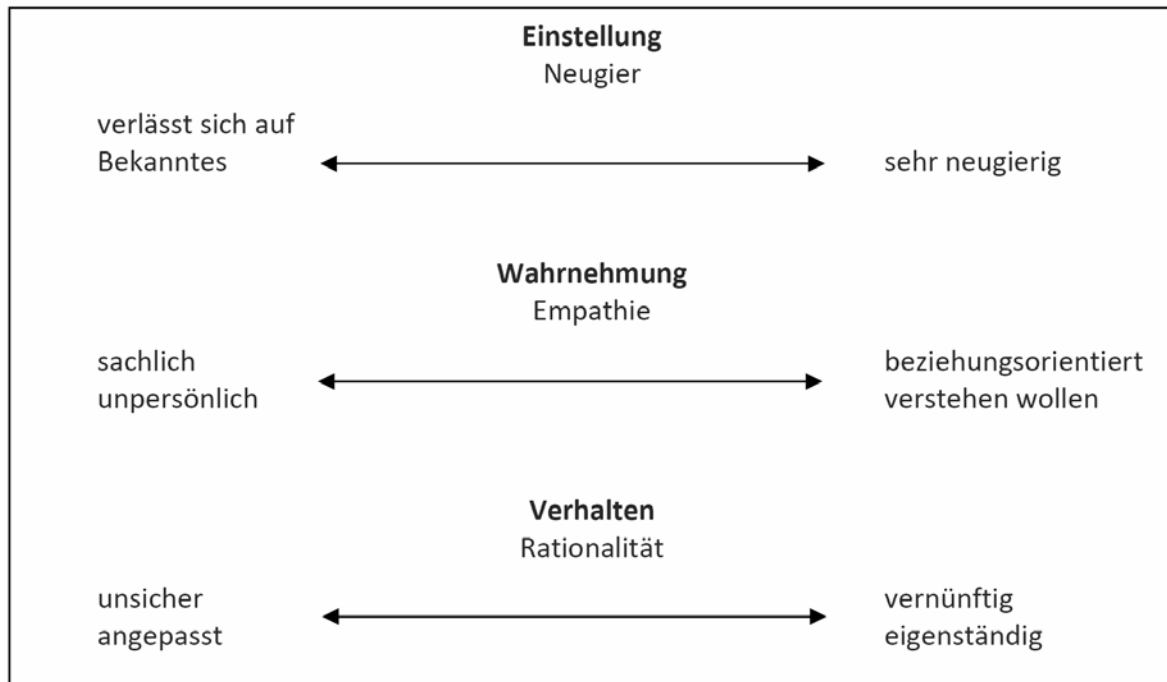 Einstellung
Neugier
verlässt sich auf
Bekanntes
sehr neugierig
Wahrnehmung
Empathie
sachlich
unpersönlich
beziehungsorientiert
verstehen wollen
Verhalten
Rationalität
unsicher
angepasst
vernünftig
eigenständig